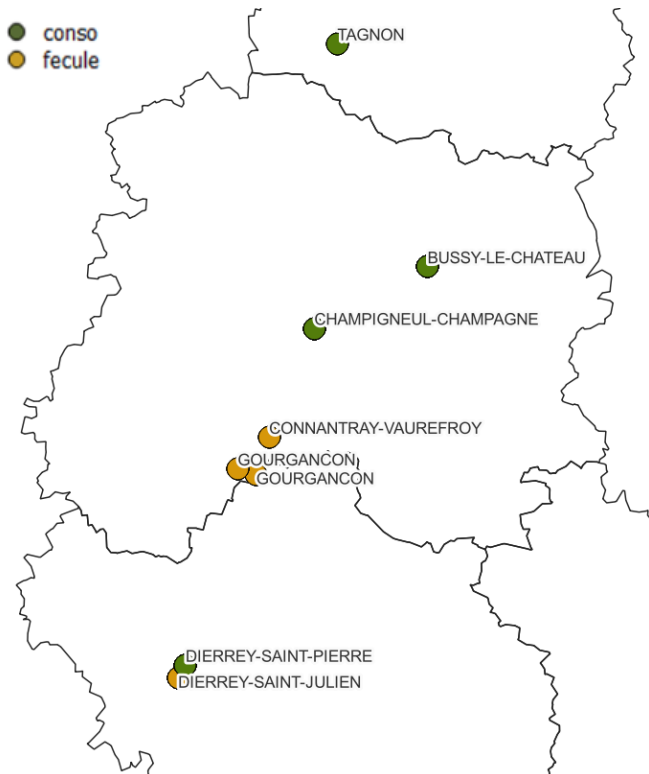 conso
fecule
TAGNON
BUSSY-LE-CHATEAU
CHAMPIGNEUL-CHAMPAGNE
CONNANTRAY-VAUREFROY
GOURGANCON
GOURGANCON
DIERREY-SAINT-PIERRE
DIERREY-SAINT-JULIEN